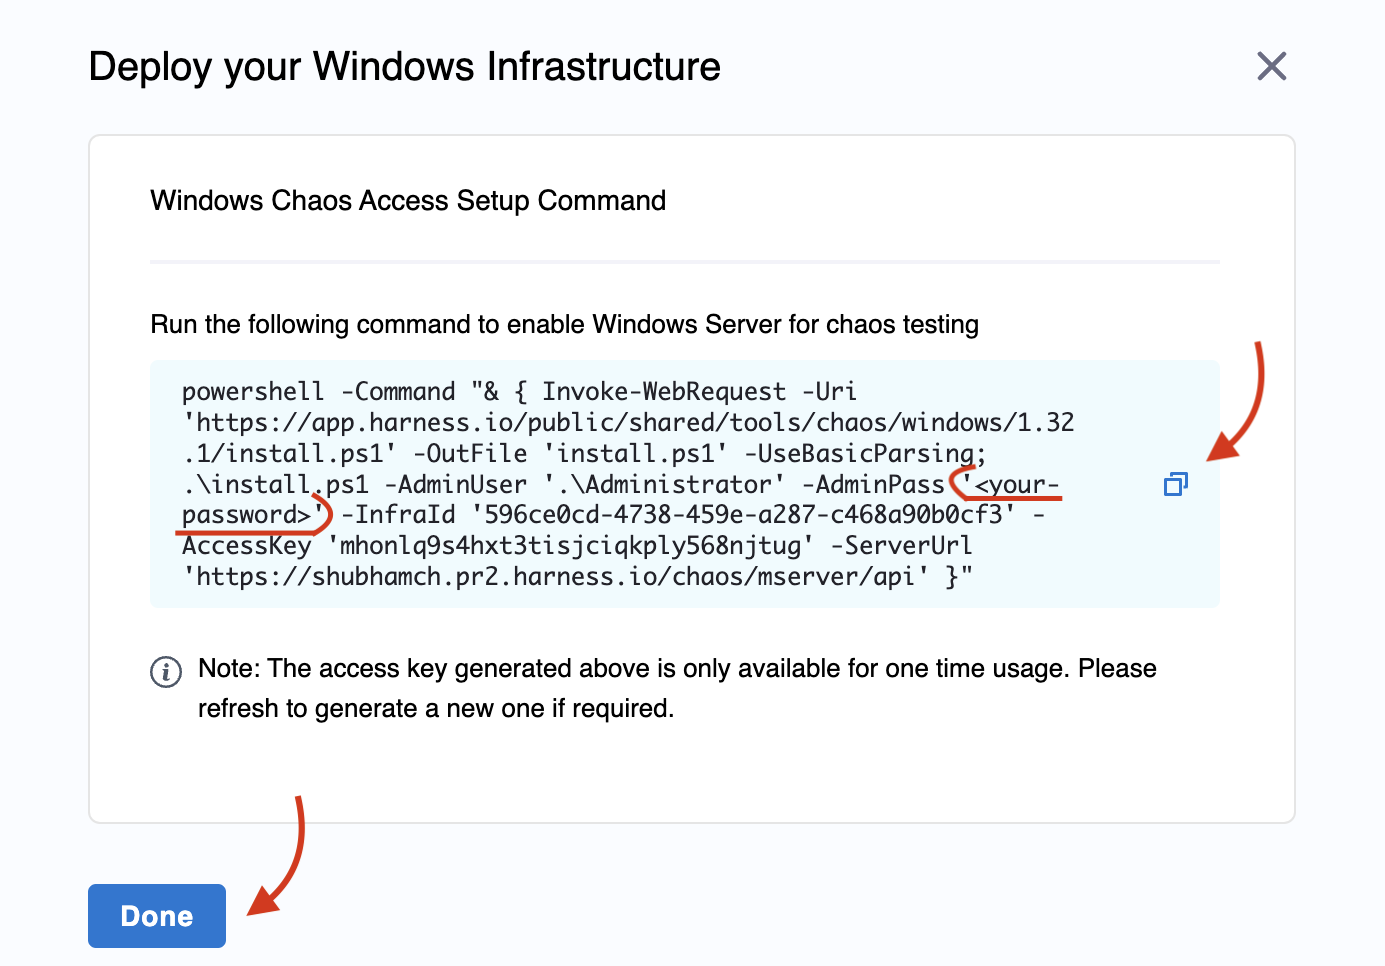 Deploy your Windows Infrastructure
Windows Chaos Access Setup Command
Run the following command to enable Windows Server for chaos testing
powershell -Command "& { Invoke-WebRequest -Uri
'https://app.harness.io/public/shared/tools/chaos/windows/1.32
.1/install.ps1' -OutFile 'install.ps1' -UseBasicParsing;
.\install.ps1 -AdminUser '.\Administrator' -AdminPass '<your-
password>' -InfraId '596ce0cd-4738-459e-a287-c468a90b0cf3' -
AccessKey 'mhonlq9s4hxt3tisjciqkply568njtug' -ServerUrl
'https://shubhamch.pr2.harness.io/chaos/mserver/api' }"
Note: The access key generated above is only available for one time usage. Please
refresh to generate a new one if required.
Done